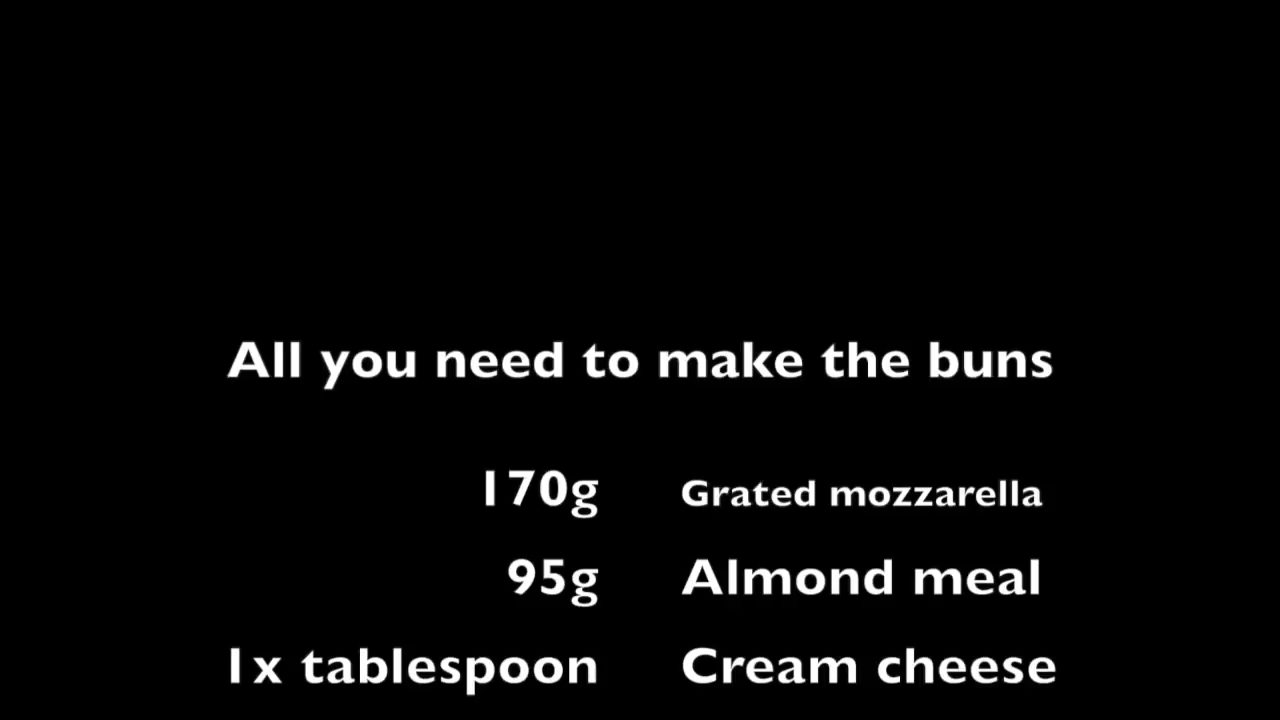 All you need to make the buns
170g Grated mozzarella
95g Almond meal
1x tablespoon Cream cheese